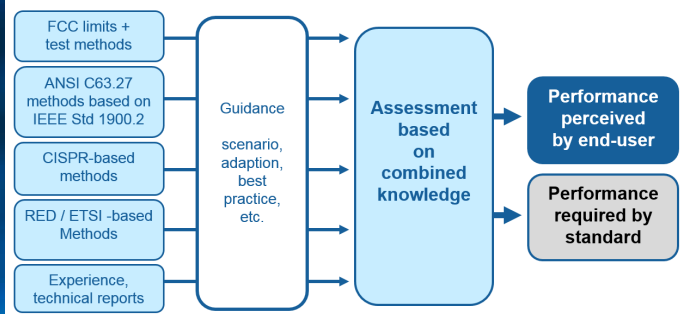 FCC limits +
test methods
ANSI C63.27
methods based on
IEEE Std 1900.2
CISPR-based
methods
RED / ETSI -based
Methods
Experience,
technical reports
Guidance
scenario,
adaption,
best
practice,
etc.
Assessment
based
on
combined
knowledge
Performance
perceived
by end-user
Performance
required by
standard